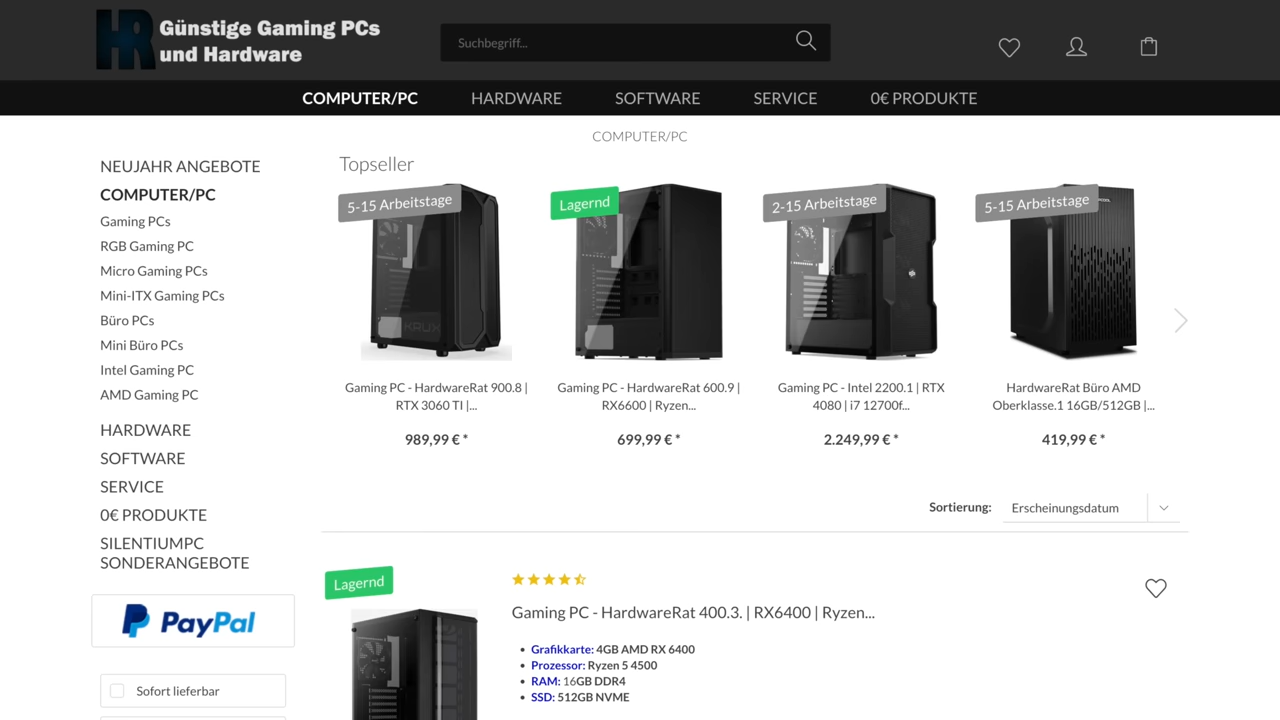 HR
Günstige Gaming PCs
und Hardware
Suchbegriff...
COMPUTER/PC
HARDWARE
SOFTWARE
SERVICE
0€ PRODUKTE
COMPUTER/PC
NEUJAHR ANGEBOTE
COMPUTER/PC
Gaming PCs
RGB Gaming PC
Micro Gaming PCs
Mini-ITX Gaming PCs
Büro PCs
Mini Büro PCs
Intel Gaming PC
AMD Gaming PC
HARDWARE
SOFTWARE
SERVICE
0€ PRODUKTE
SILENTIUMPC
SONDERANGEBOTE
PayPal
Sofort lieferbar
Topseller
5-15 Arbeitstage
KRUX
Gaming PC - HardwareRat 900.8 |
RTX 3060 TI |...
989,99 € *
Lagernd
Gaming PC - HardwareRat 600.9 |
RX6600 | Ryzen...
699,99 € *
2-15 Arbeitstage
Gaming PC - Intel 2200.1 | RTX
4080 | i7 12700f...
2.249,99 € *
5-15 Arbeitstage
HardwareRat Büro AMD
Oberklasse.1 16GB/512GB |...
419,99 € *
Sortierung:
Erscheinungsdatum
Lagernd
Gaming PC - HardwareRat 400.3. | RX6400 | Ryzen...
Grafikkarte: 4GB AMD RX 6400
Prozessor: Ryzen 5 4500
RAM: 16GB DDR4
SSD: 512GB NVME